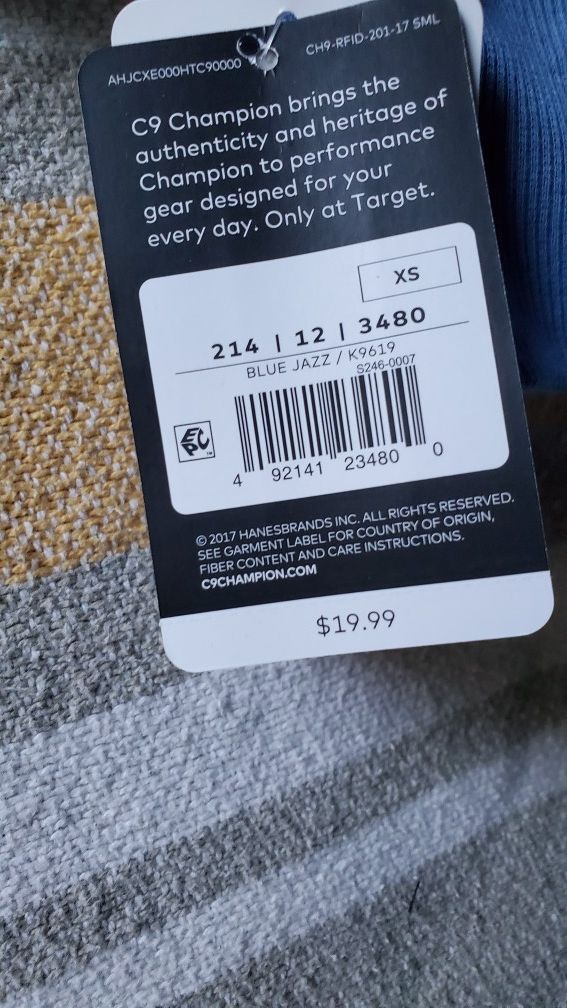 AHJCXE000HTC90000
CH9-RFID-201-17 SML
C9 Champion brings the
authenticity and heritage of
Champion to performance
gear designed for your
every day. Only at Target.
XS
214 | 12 | 3480
BLUE JAZZ / K9619
S246-0007
EPC™
4 92141 23480 0
© 2017 HANESBRANDS INC. ALL RIGHTS RESERVED.
SEE GARMENT LABEL FOR COUNTRY OF ORIGIN,
FIBER CONTENT AND CARE INSTRUCTIONS.
C9CHAMPION.COM
$19.99